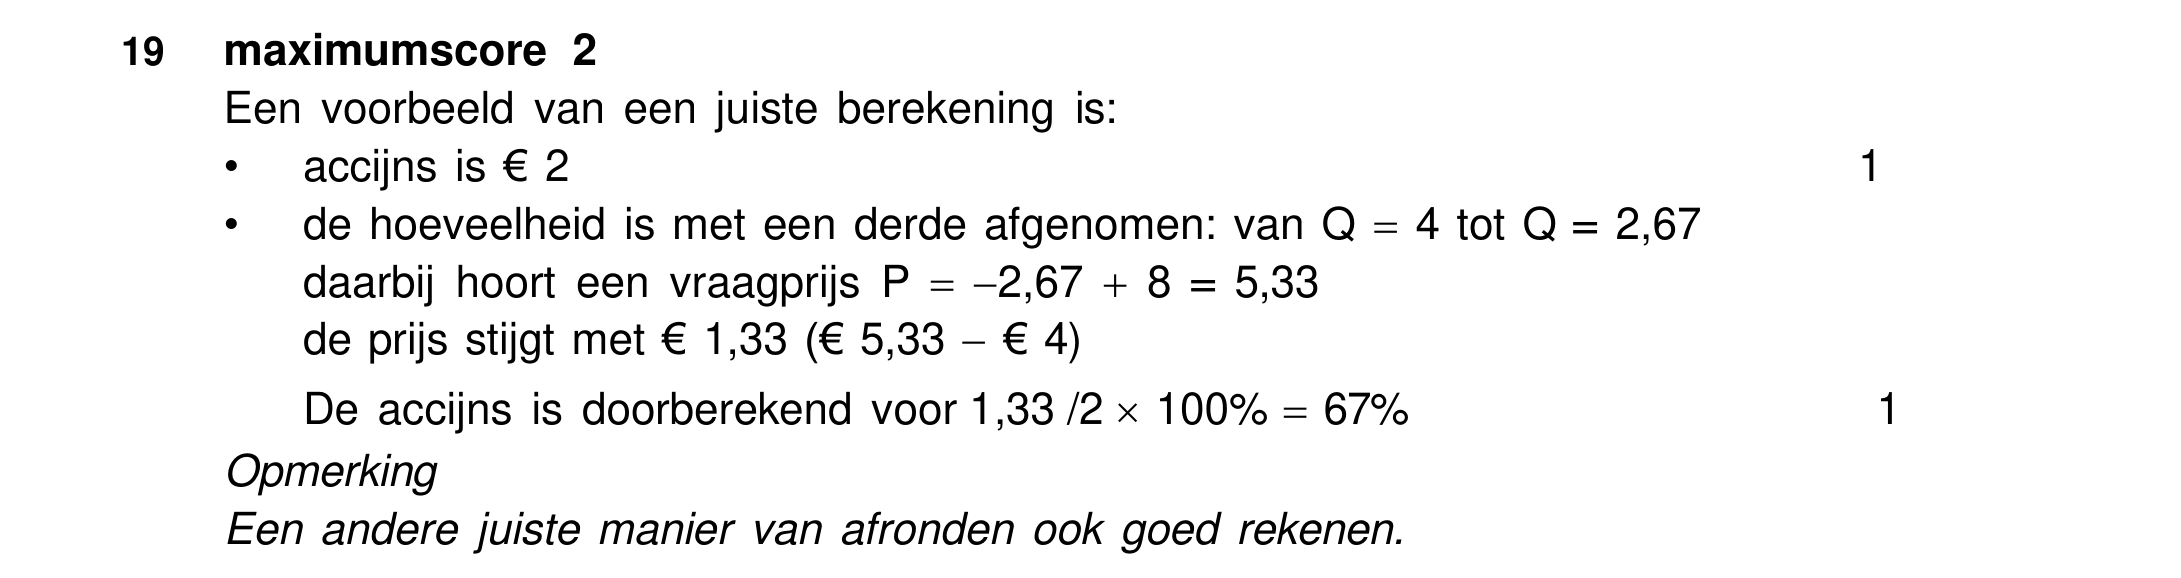 19 maximumscore 2
Een voorbeeld van een juiste berekening is:
• accijns is € 2 1
• de hoeveelheid is met een derde afgenomen: van Q = 4 tot Q = 2,67
daarbij hoort een vraagprijs P = −2,67 + 8 = 5,33
de prijs stijgt met € 1,33 (€ 5,33 − € 4)
De accijns is doorberekend voor 1,33 /2 × 100% = 67% 1
Opmerking
Een andere juiste manier van afronden ook goed rekenen.